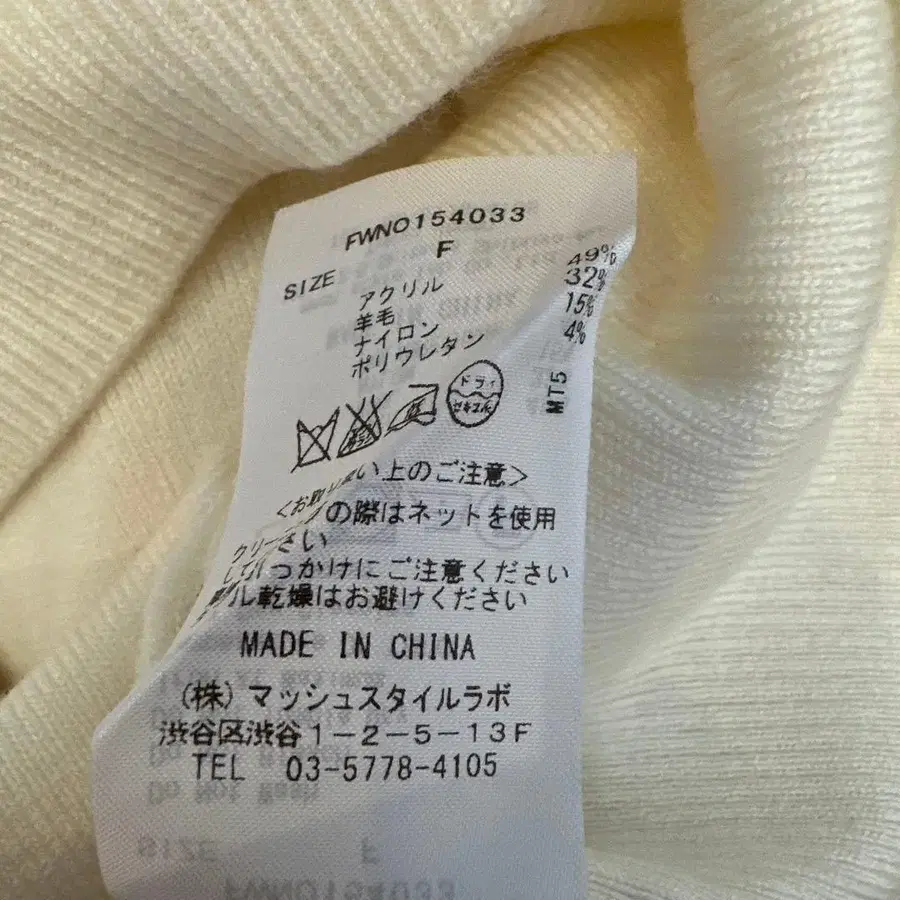 FWNO154033
SIZE F
アクリル 49%
羊毛 32%
ナイロン 15%
ポリウレタン 4%
MT5
ドライ
セキユ系
<お取り扱い上のご注意>
の際はネットを使用
さい
っかけにご注意ください
ル乾燥はお避けください
MADE IN CHINA
(株)マッシュスタイルラボ
渋谷区渋谷1-2-5-13F
TEL 03-5778-4105